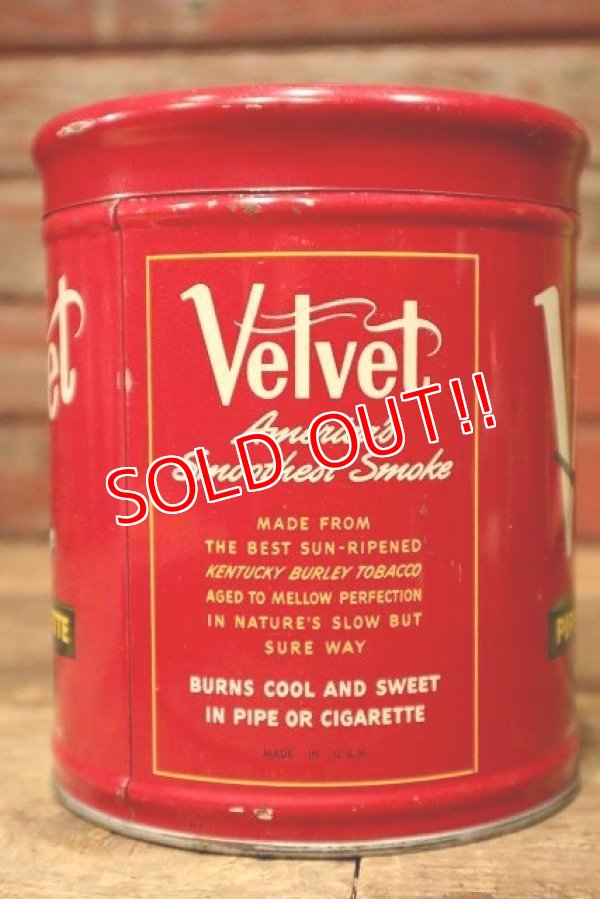 Velvet
America's
Smoothest Smoke
SOLD OUT!!
MADE FROM
THE BEST SUN-RIPENED
KENTUCKY BURLEY TOBACCO
AGED TO MELLOW PERFECTION
IN NATURE'S SLOW BUT
SURE WAY
BURNS COOL AND SWEET
IN PIPE OR CIGARETTE
MADE IN U.S.A.